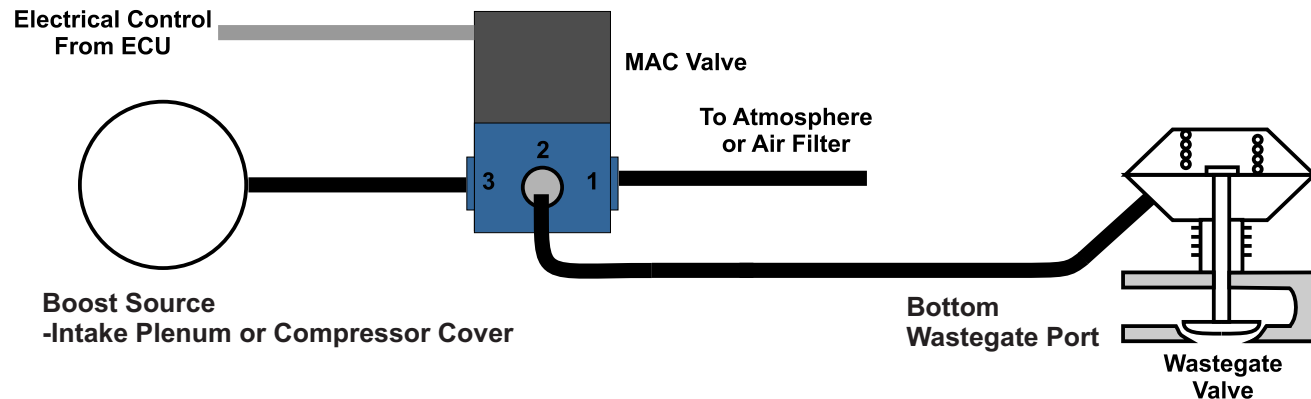 Electrical Control
From ECU
MAC Valve
To Atmosphere
or Air Filter
2
3
1
Boost Source
-Intake Plenum or Compressor Cover
Bottom
Wastegate Port
Wastegate
Valve